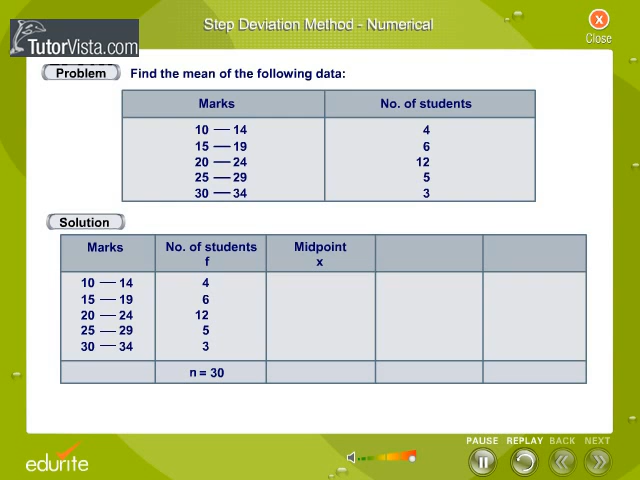 Step Deviation Method - Numerical
X
Close
TutorVista.com
Problem
Find the mean of the following data:
Marks No. of students
10 — 14 4
15 — 19 6
20 — 24 12
25 — 29 5
30 — 34 3
Solution
Marks No. of students Midpoint
f x
10 — 14 4
15 — 19 6
20 — 24 12
25 — 29 5
30 — 34 3
n = 30
PAUSE REPLAY BACK NEXT
edurite